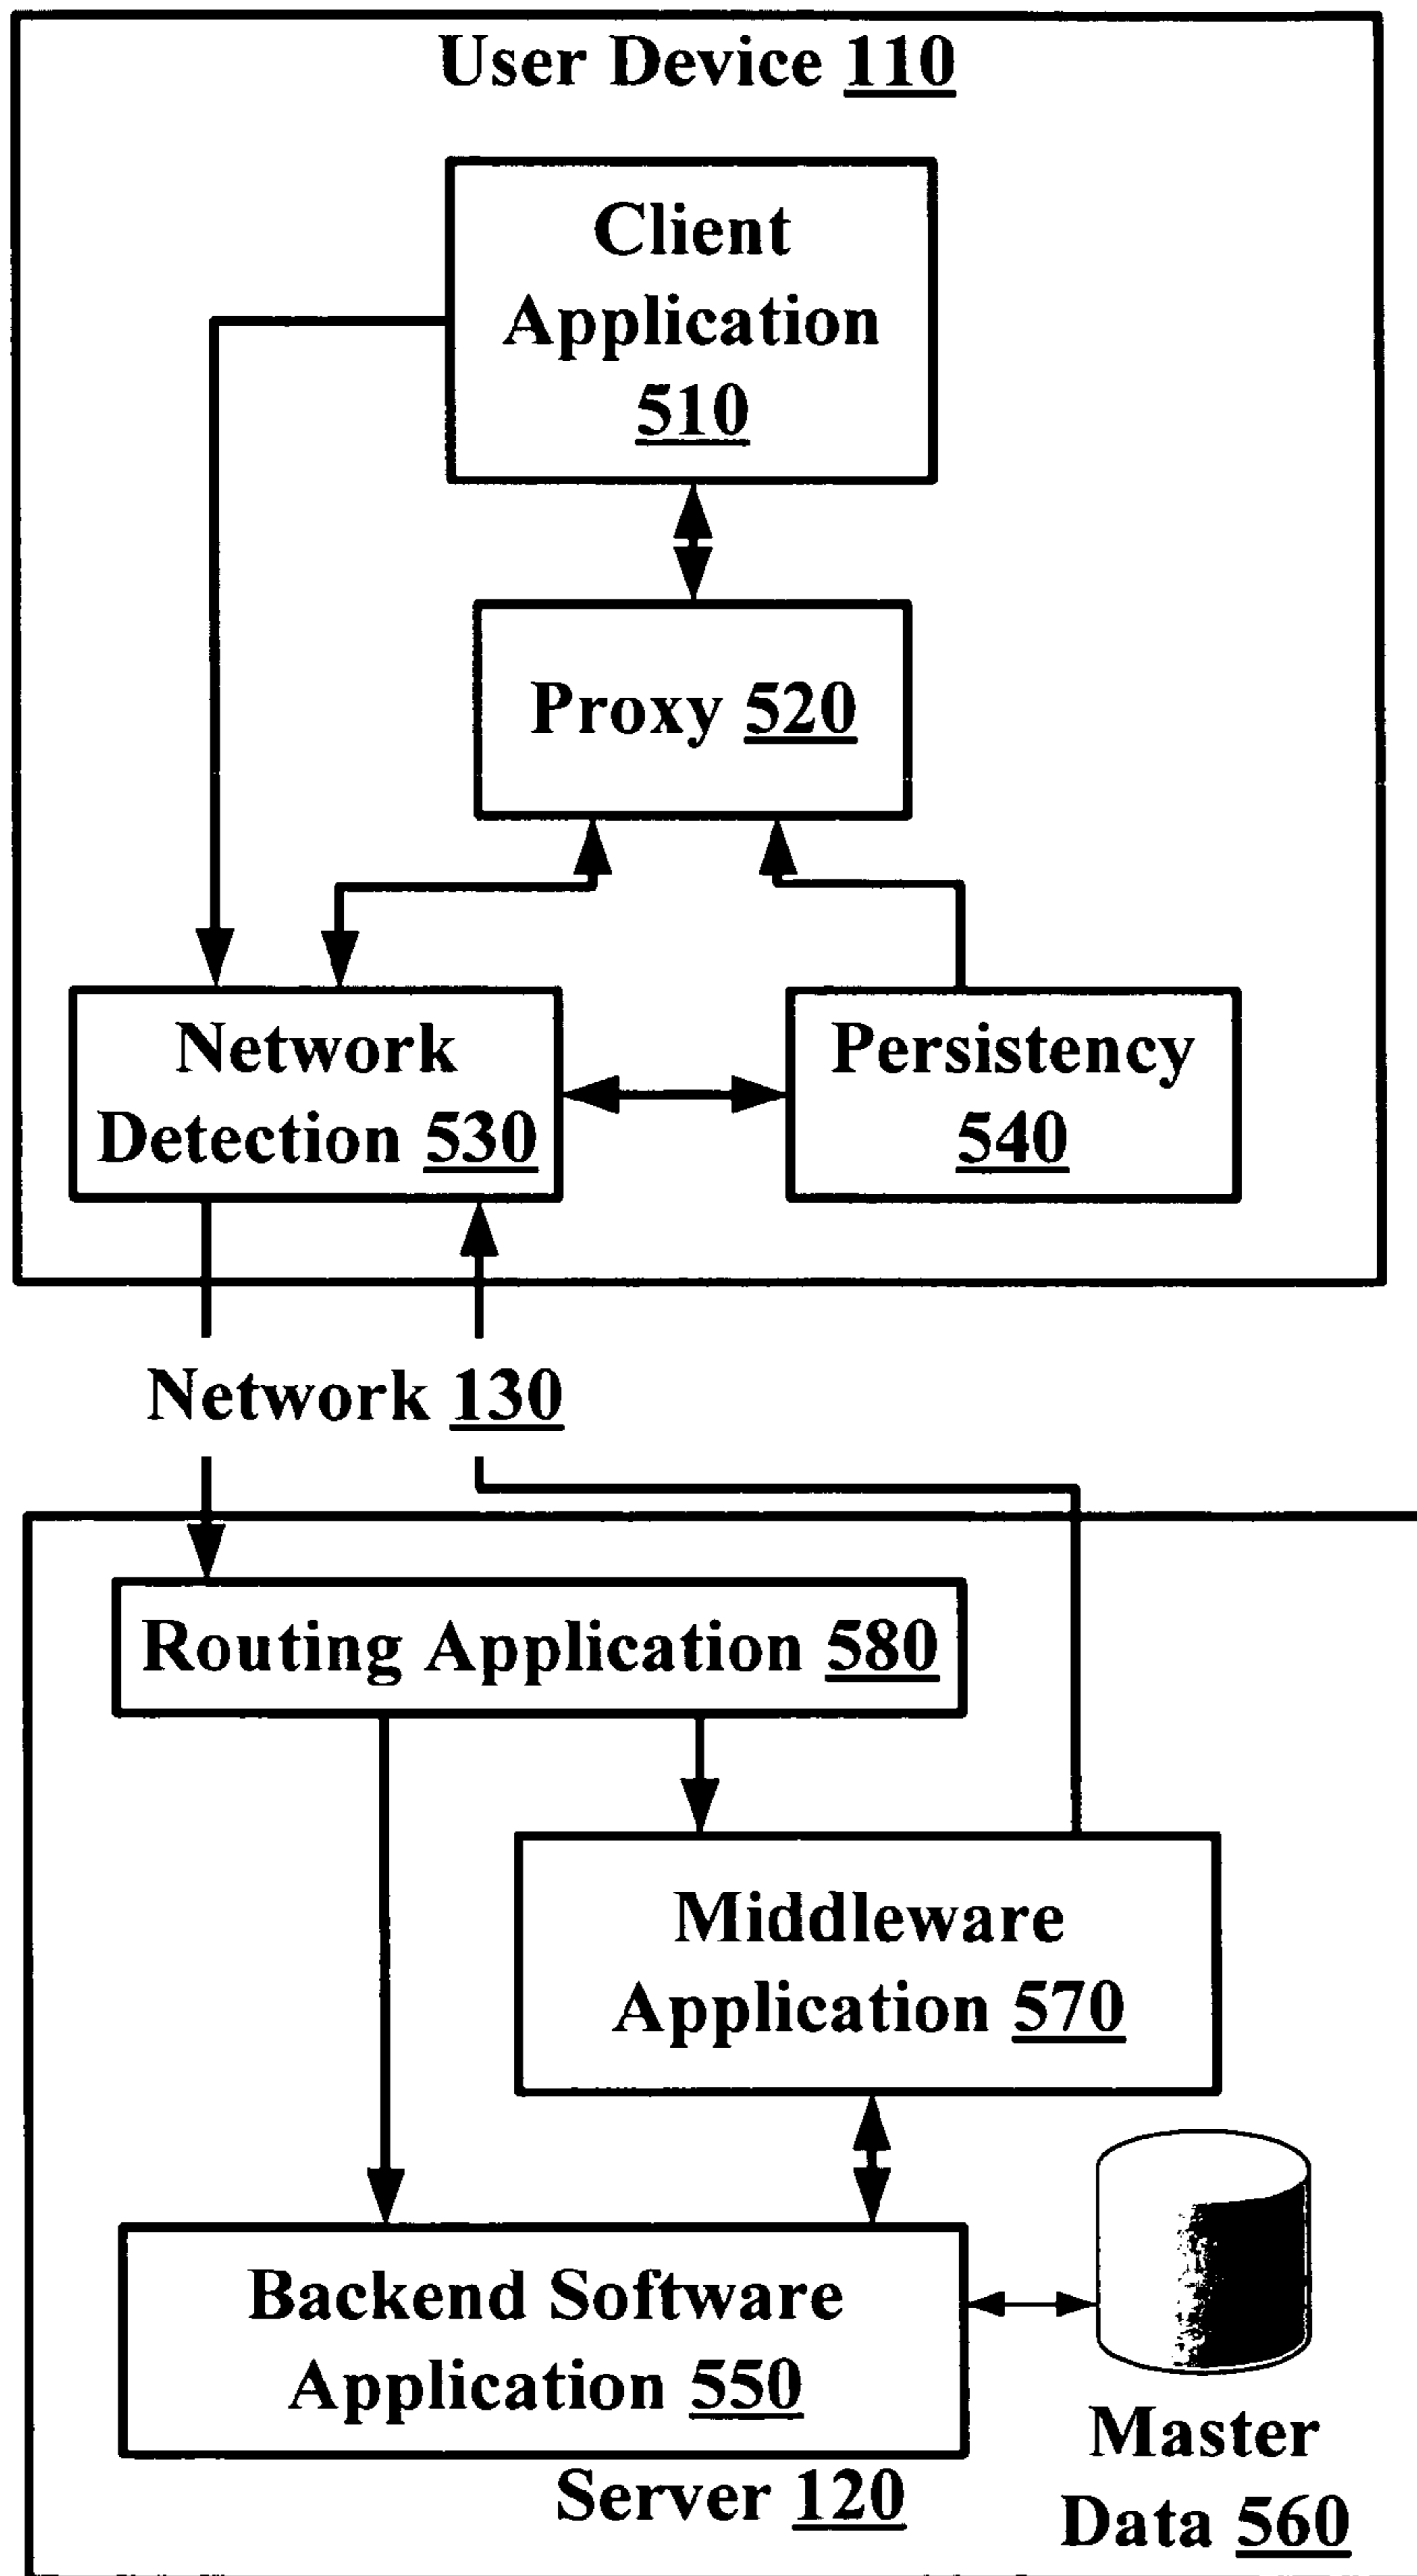 User Device 110
Client
Application
510
Proxy 520
Network
Detection 530
Persistency
540
Network 130
Routing Application 580
Middleware
Application 570
Backend Software
Application 550
Master
Data 560
Server 120